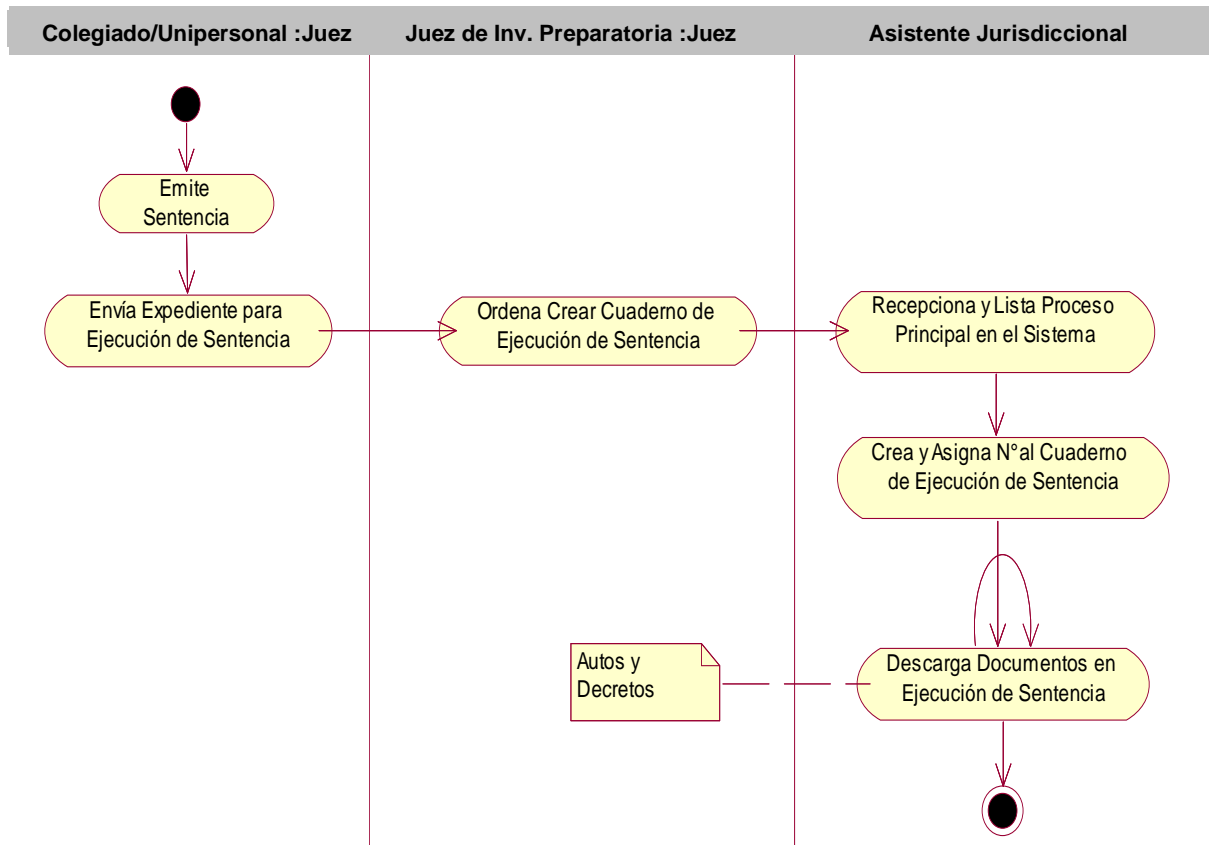 Colegiado/Unipersonal :Juez
Juez de Inv. Preparatoria :Juez
Asistente Jurisdiccional
Emite
Sentencia
Envía Expediente para
Ejecución de Sentencia
Ordena Crear Cuaderno de
Ejecución de Sentencia
Recepciona y Lista Proceso
Principal en el Sistema
Crea y Asigna N°al Cuaderno
de Ejecución de Sentencia
Autos y
Decretos
Descarga Documentos en
Ejecución de Sentencia